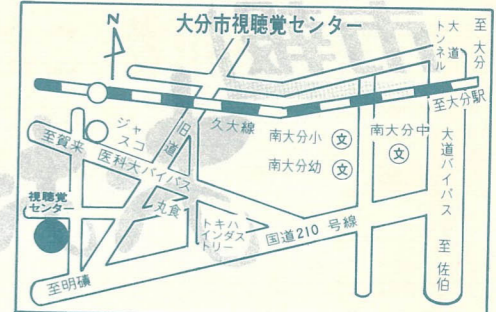 大分市視聴覚センター
N
至大分
大道トンネル
至大分駅
久大線
旧道
ジャスコ
至賀来
医科大バイパス
南大分小 文
南大分幼
南大分中
文
大道バイパス
至佐伯
視聴覚
センター
丸食
トキハ
インダス
トリー
国道210号線
至明磧